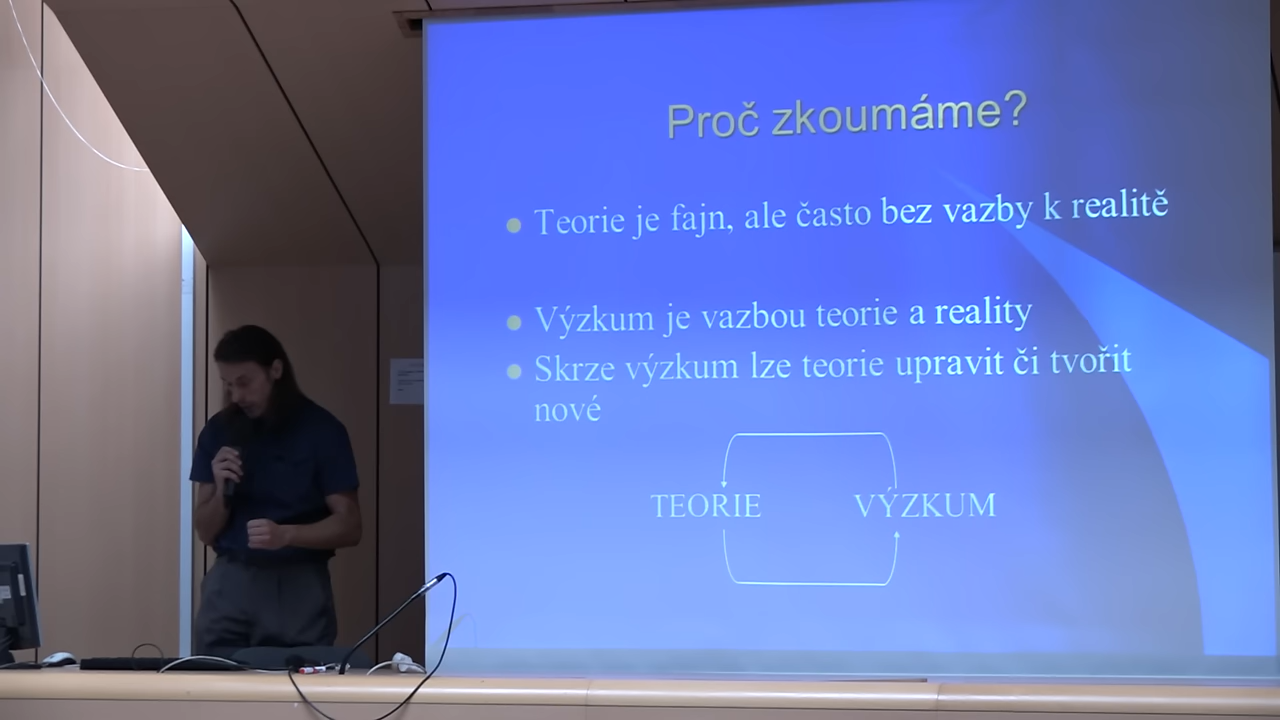 Proč zkoumáme?
Teorie je fajn, ale často bez vazby k realitě
Výzkum je vazbou teorie a reality
Skrze výzkum lze teorie upravit či tvořit
nové
TEORIE VÝZKUM